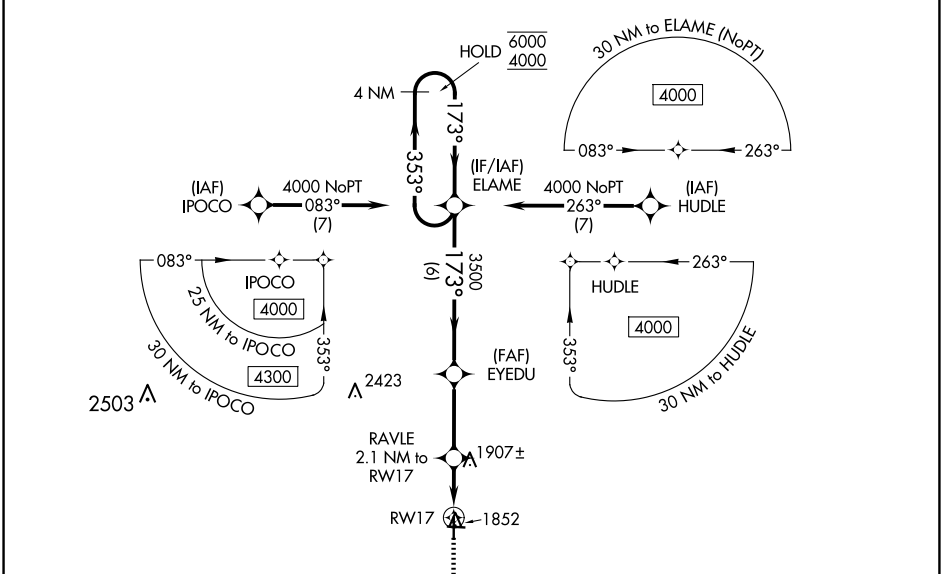 HOLD 6000
4000
4 NM
173°
353°
30 NM to ELAME (NoPT)
4000
083°
263°
(IF/IAF)
ELAME
(IAF)
IPOCO
4000 NoPT
083°
(7)
4000 NoPT
263°
(7)
(IAF)
HUDLE
3500
173°
(6)
083°
IPOCO
4000
25 NM to IPOCO
4300
30 NM to IPOCO
353°
263°
HUDLE
4000
353°
30 NM to HUDLE
(FAF)
EYEDU
2503
2423
RAVLE
2.1 NM to
RW17
1907±
RW17
1852